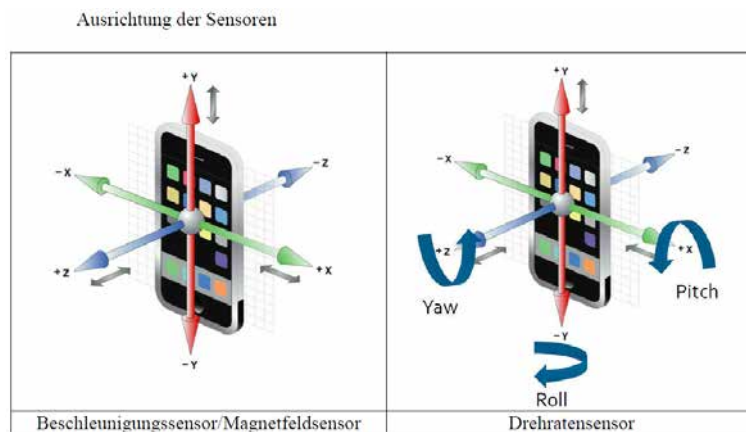 Ausrichtung der Sensoren
+Y
-Z
-X
+Z
+X
-Y
+Y
-Z
-X
+Z
+X
Yaw
Pitch
-Y
Roll
Beschleunigungssensor/Magnetfeldsensor
Drehratensensor